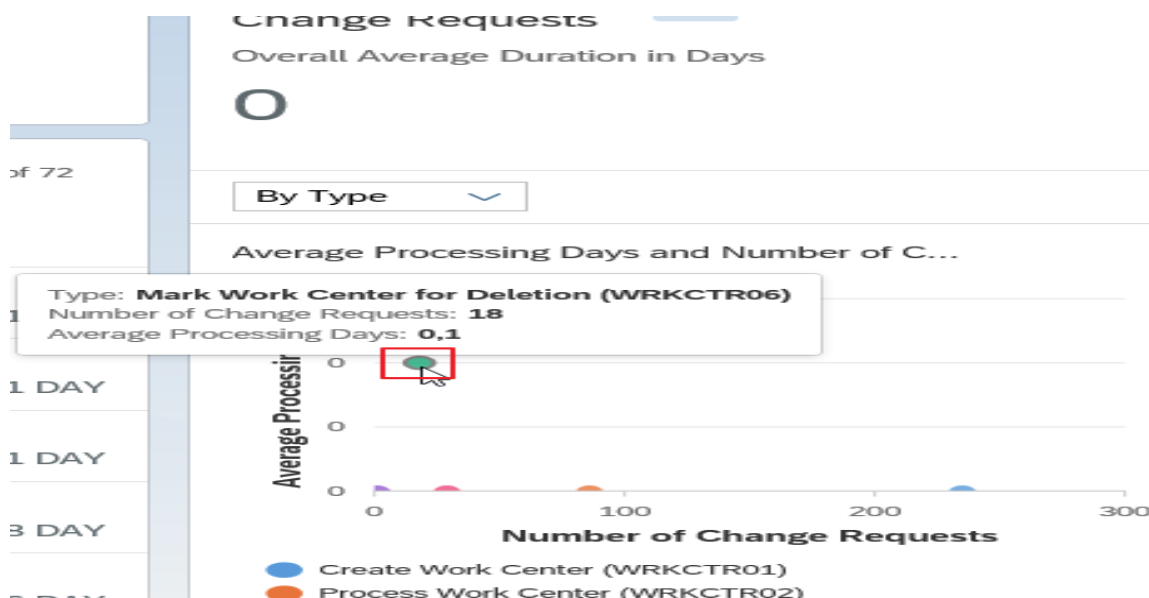 Change Requests
Overall Average Duration in Days
0
of 72
By Type
Average Processing Days and Number of C...
Type: Mark Work Center for Deletion (WRKCTR06)
Number of Change Requests: 18
Average Processing Days: 0,1
0
1 DAY
0
1 DAY
0
0
100
200
300
3 DAY
Number of Change Requests
Create Work Center (WRKCTR01)
Process Work Center (WRKCTR02)